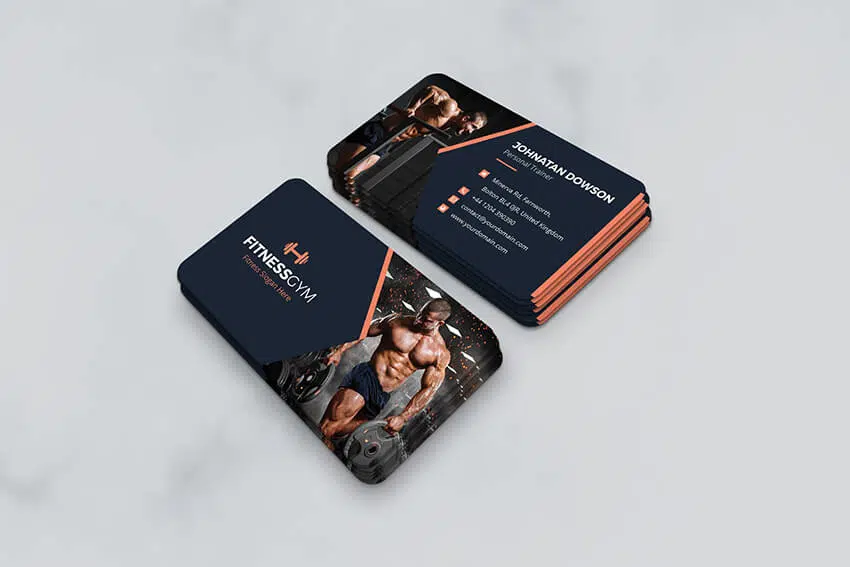 FITNESSGYM
Fitness Slogan Here
JOHNATAN DOWSON
Personal Trainer
Minerva Rd, Farnworth,
Bolton BL4 0JR, United Kingdom
+44 1204 390390
contact@yourdomain.com
www.yourdomain.com